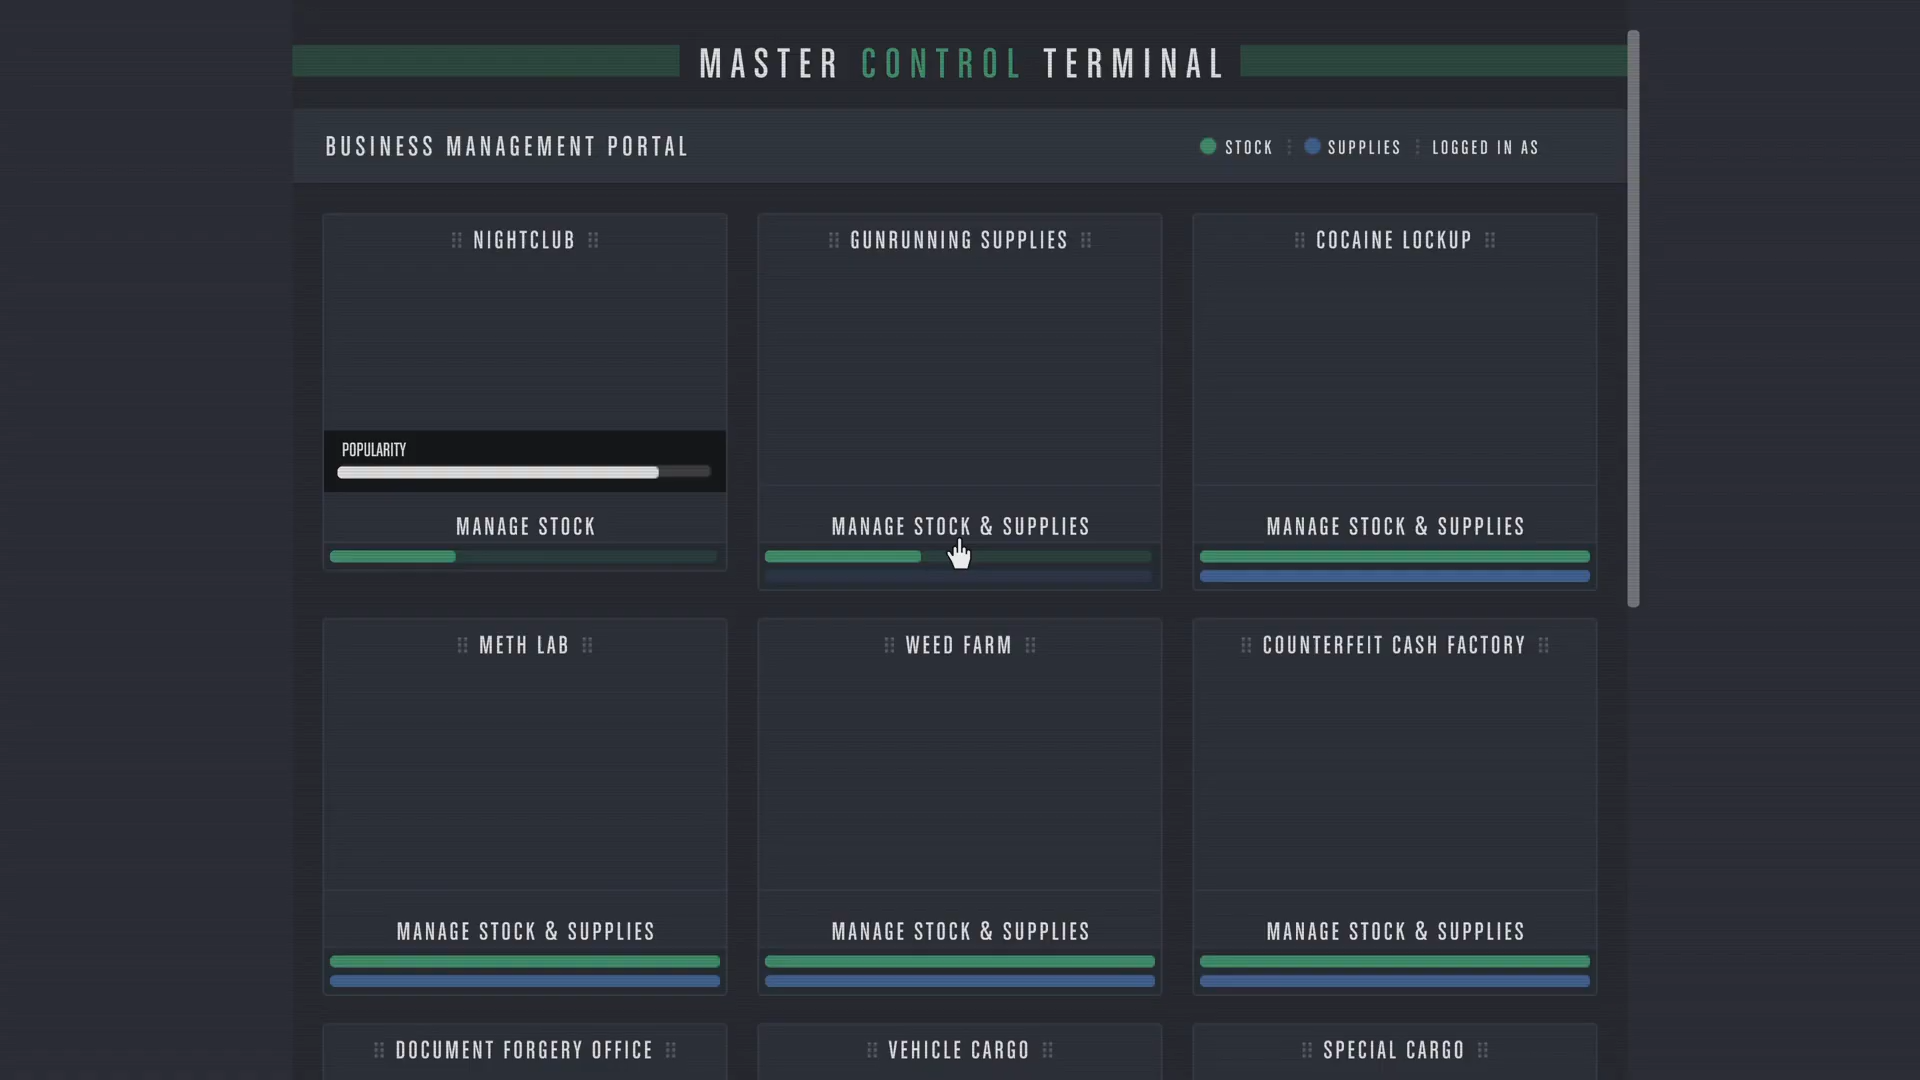 MASTER CONTROL TERMINAL
BUSINESS MANAGEMENT PORTAL
STOCK
SUPPLIES
LOGGED IN AS
NIGHTCLUB
GUNRUNNING SUPPLIES
COCAINE LOCKUP
POPULARITY
MANAGE STOCK
MANAGE STOCK & SUPPLIES
MANAGE STOCK & SUPPLIES
METH LAB
WEED FARM
COUNTERFEIT CASH FACTORY
MANAGE STOCK & SUPPLIES
MANAGE STOCK & SUPPLIES
MANAGE STOCK & SUPPLIES
DOCUMENT FORGERY OFFICE
VEHICLE CARGO
SPECIAL CARGO